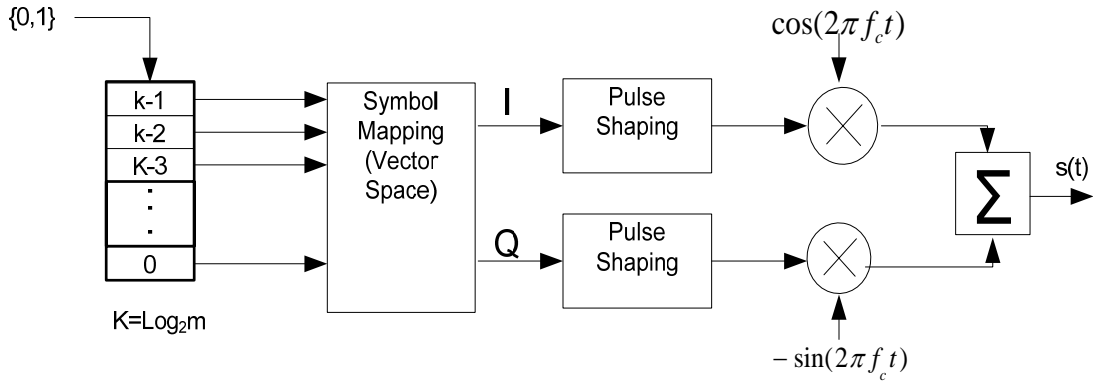 {0,1}
cos(2πf_c t)
k-1
k-2
K-3
⋮
0
K=Log₂m
Symbol
Mapping
(Vector
Space)
I
Q
Pulse
Shaping
Pulse
Shaping
− sin(2πf_c t)
Σ
s(t)